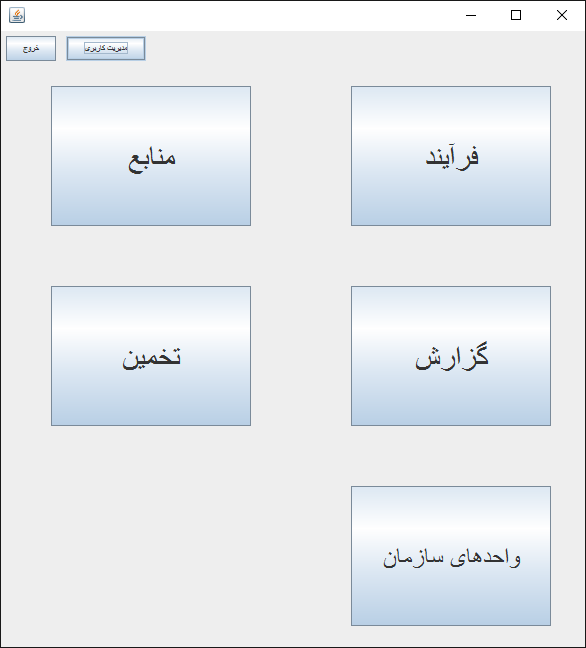 مدیریت کاربری
خروج
فرآیند
منابع
گزارش
تخمین
واحدهای سازمان